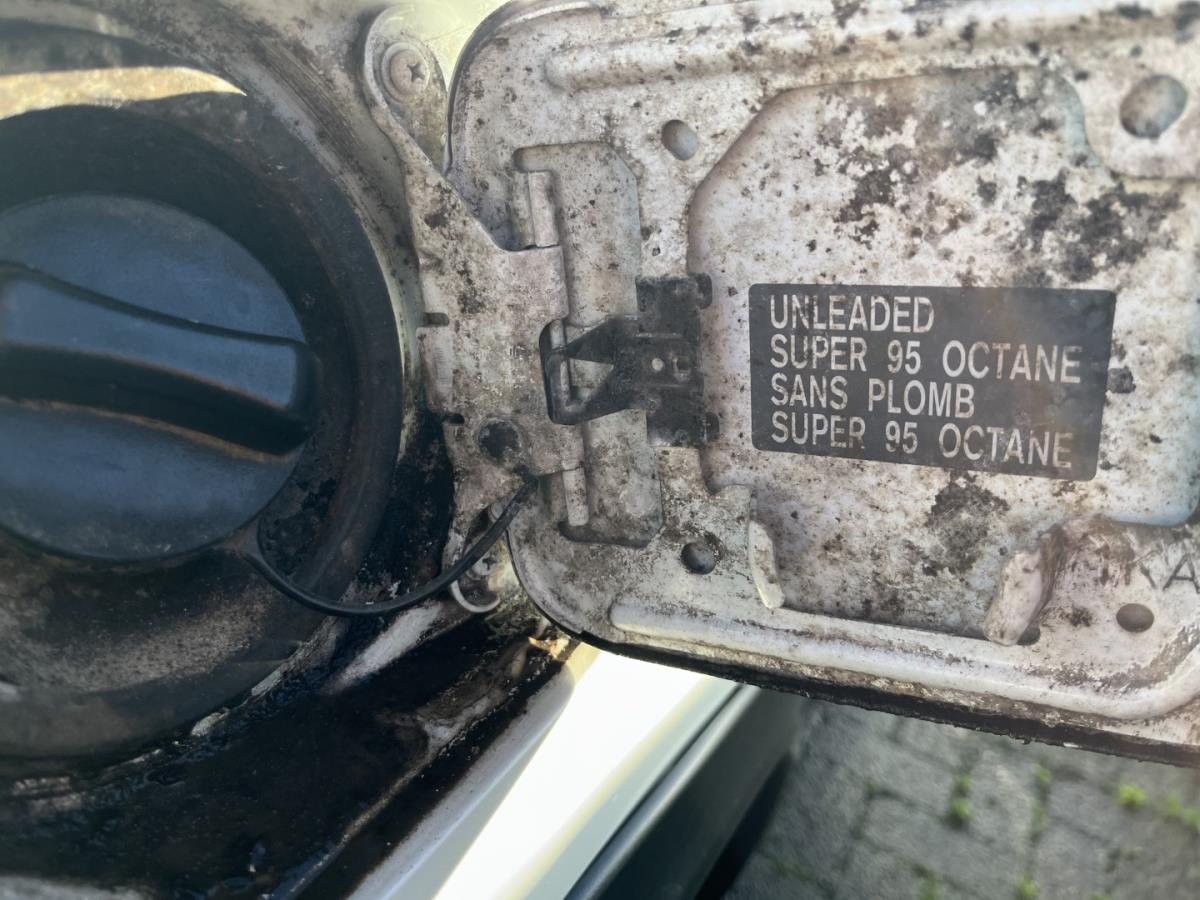 UNLEADED
SUPER 95 OCTANE
SANS PLOMB
SUPER 95 OCTANE